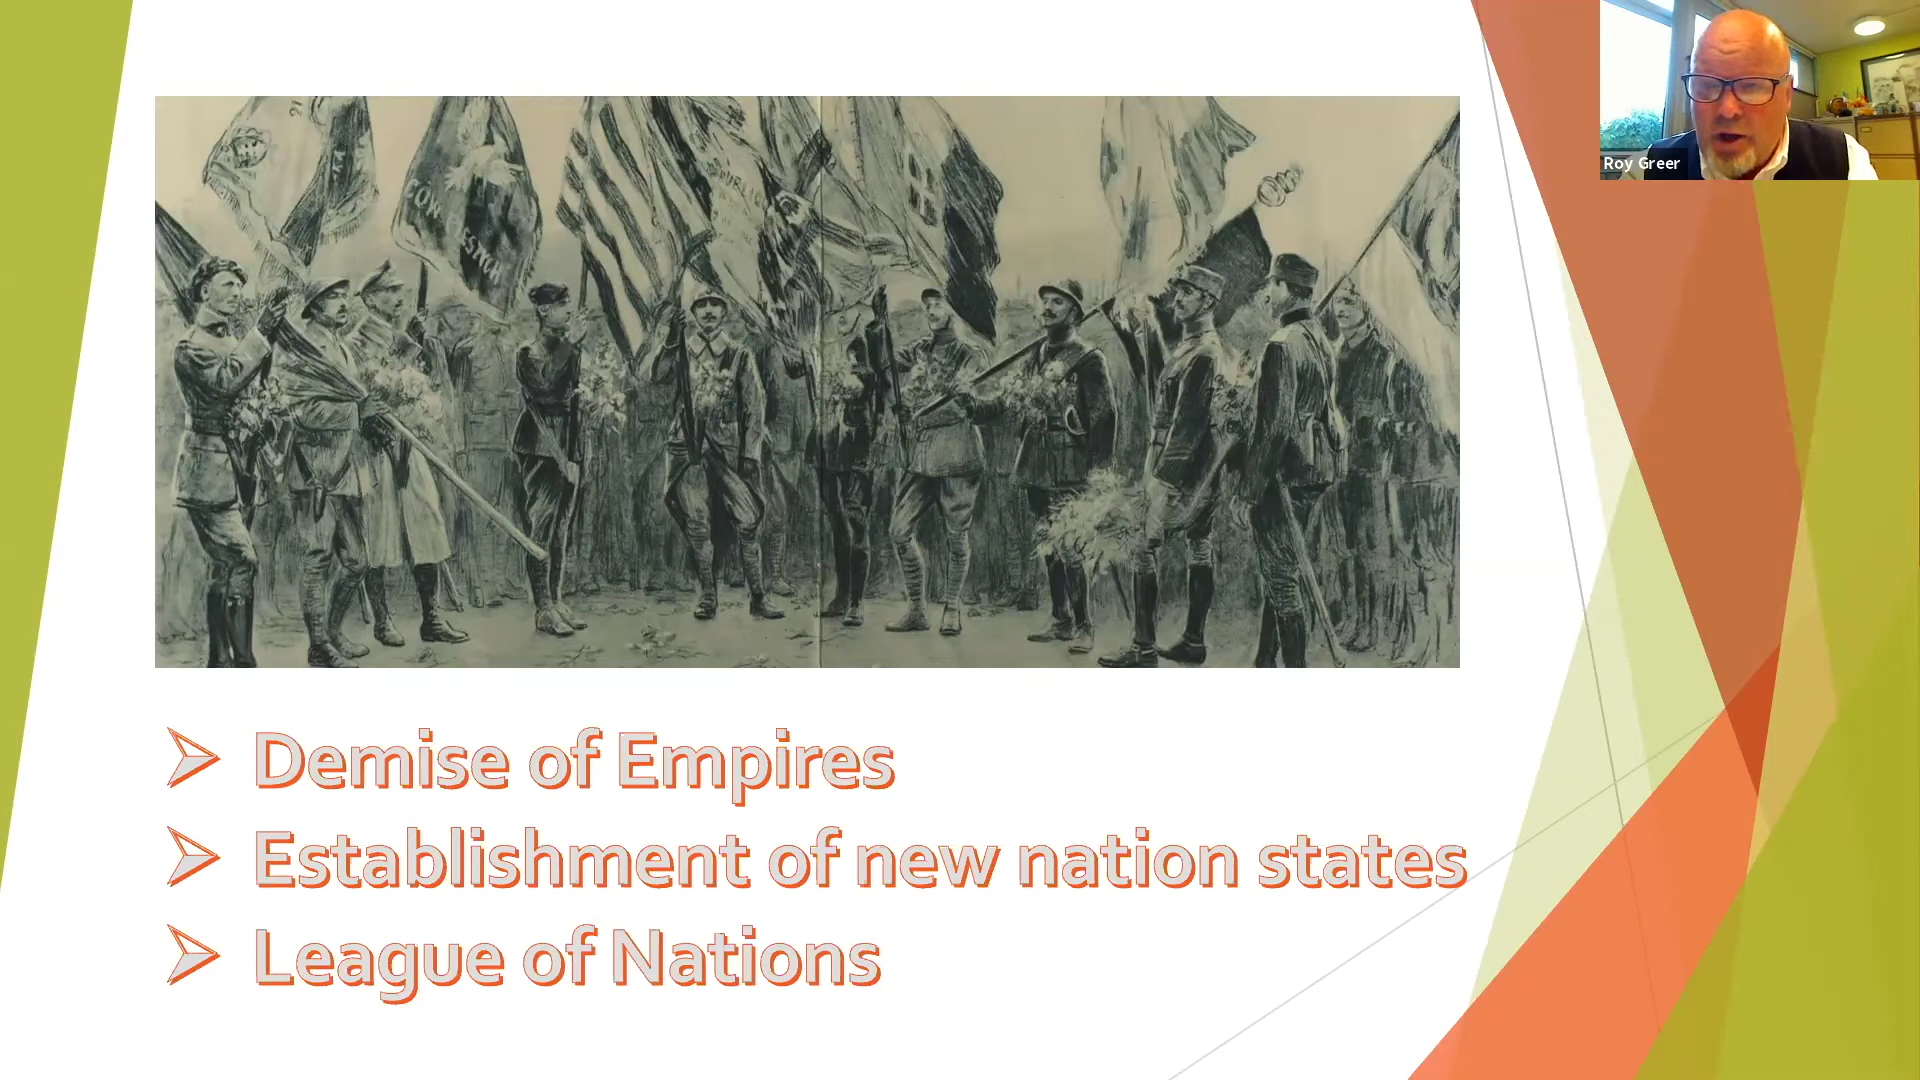 Roy Greer
Demise of Empires
Establishment of new nation states
League of Nations